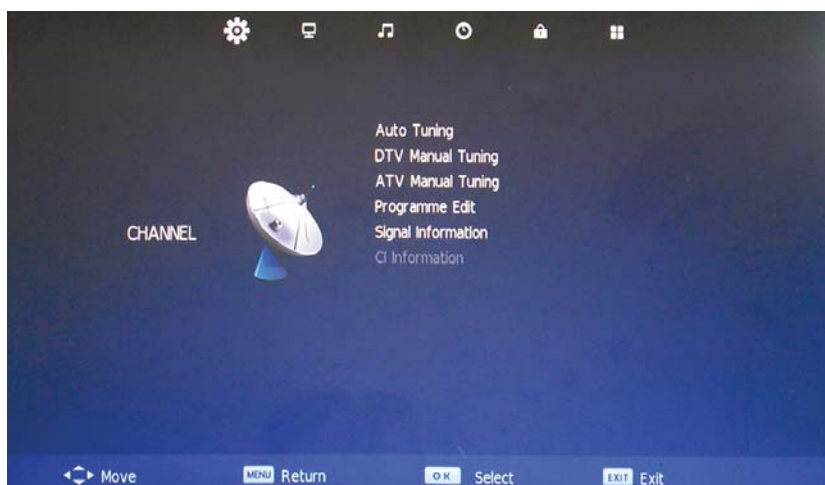 Auto Tuning
DTV Manual Tuning
ATV Manual Tuning
Programme Edit
CHANNEL
Signal Information
CI Information
Move
MENU Return
OK Select
EXIT Exit